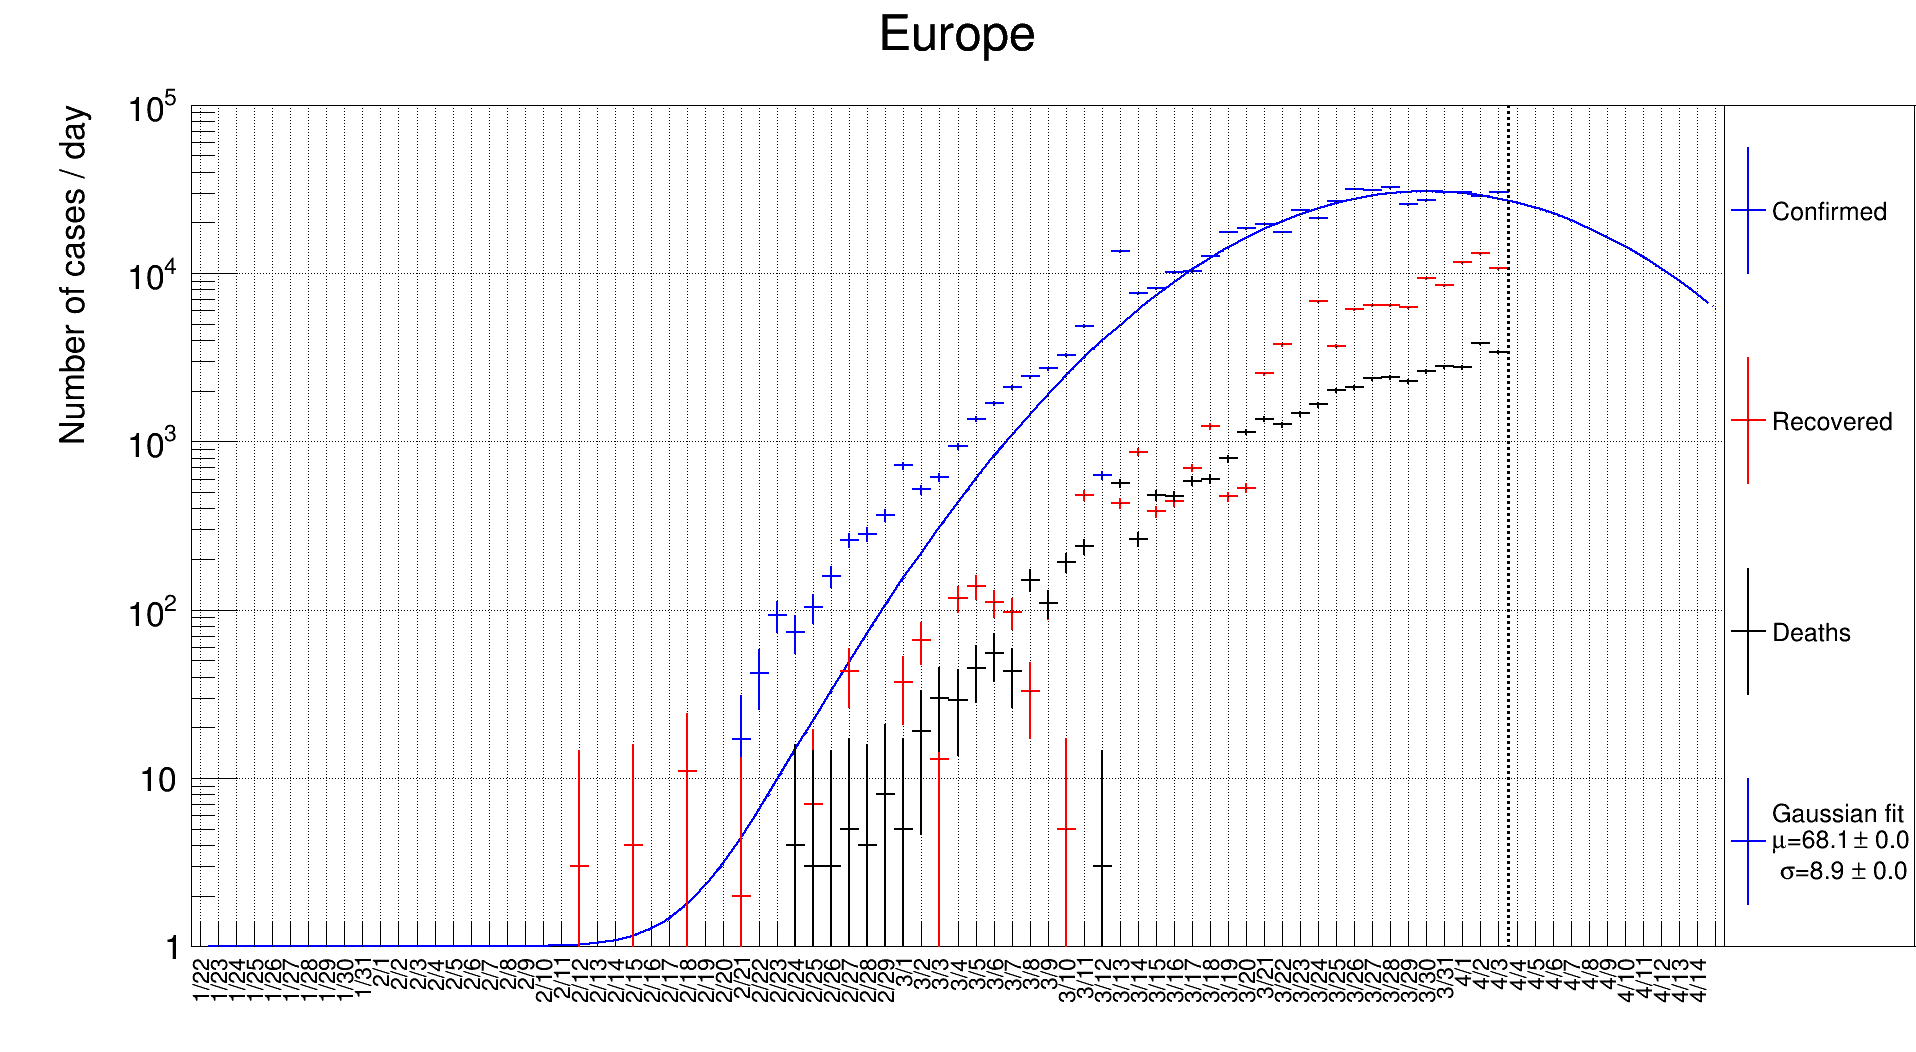 Europe
Number of cases / day
10^5
10^4
10^3
10^2
10
1
1/22 1/23 1/24 1/25 1/26 1/27 1/28 1/29 1/30 1/31 2/1 2/2 2/3 2/4 2/5 2/6 2/7 2/8 2/9 2/10 2/11 2/12 2/13 2/14 2/15 2/16 2/17 2/18 2/19 2/20 2/21 2/22 2/23 2/24 2/25 2/26 2/27 2/28 2/29 3/1 3/2 3/3 3/4 3/5 3/6 3/7 3/8 3/9 3/10 3/11 3/12 3/13 3/14 3/15 3/16 3/17 3/18 3/19 3/20 3/21 3/22 3/23 3/24 3/25 3/26 3/27 3/28 3/29 3/30 3/31 4/1 4/2 4/3 4/4 4/5 4/6 4/7 4/8 4/9 4/10 4/11 4/12 4/13 4/14
Confirmed
Recovered
Deaths
Gaussian fit
μ=68.1 ± 0.0
σ=8.9 ± 0.0